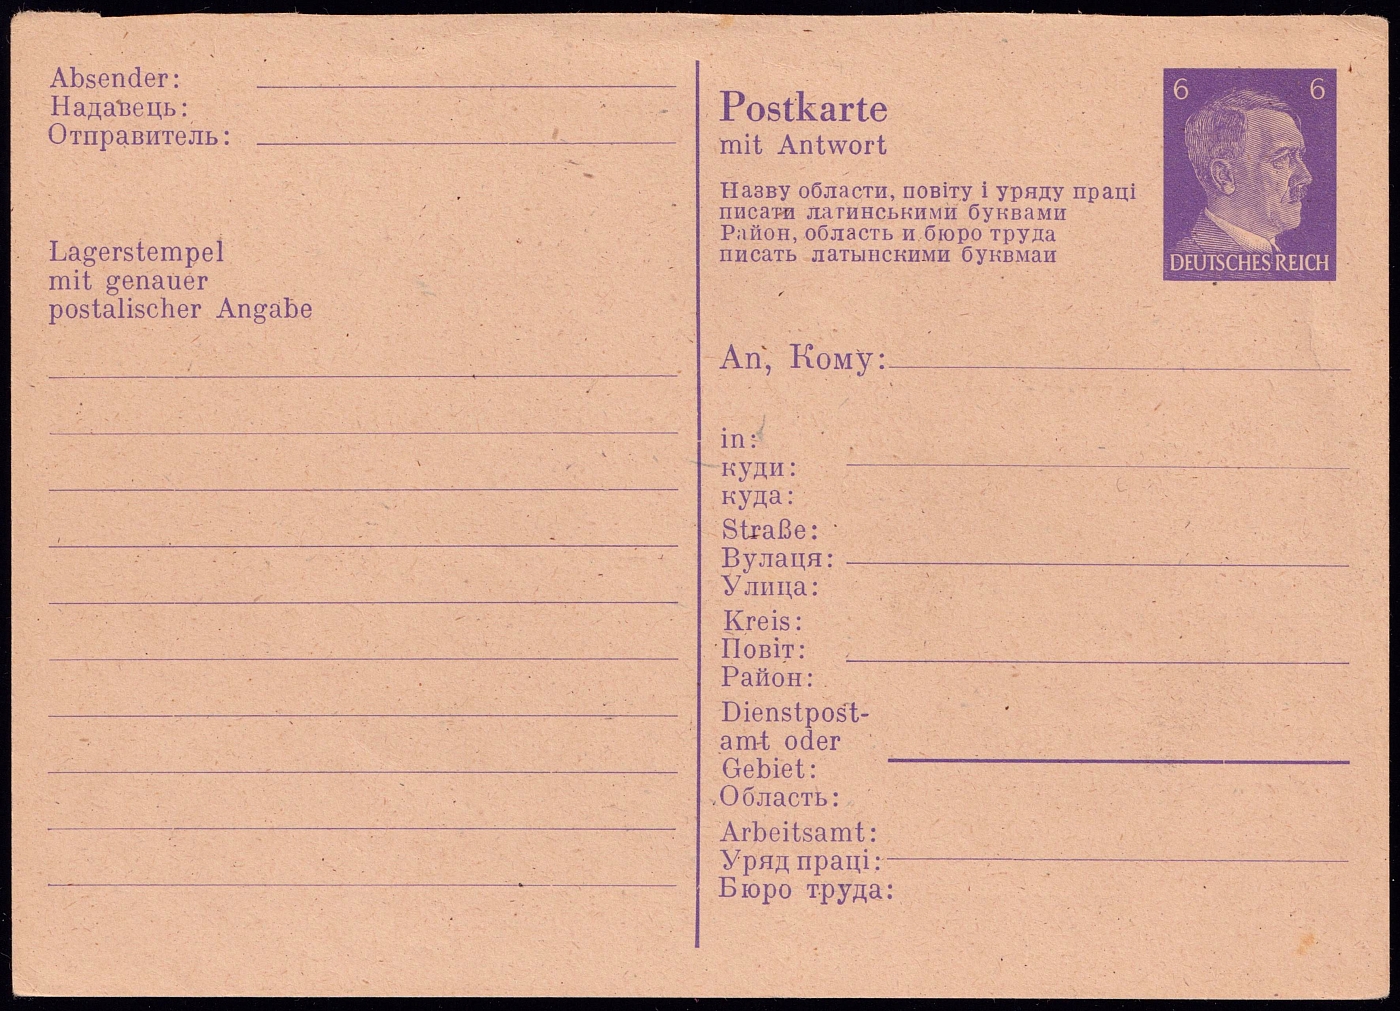 Absender:
Надавець:
Отправитель:
Lagerstempel
mit genauer
postalischer Angabe
Postkarte
mit Antwort
Назву области, повіту і уряду праці
писати латинськими буквами
Район, область и бюро труда
писать латынскими буквмаи
6 6
DEUTSCHES REICH
An, Кому:
in:
куди:
куда:
Straße:
Вулаця:
Улица:
Kreis:
Повіт:
Район:
Dienstpost-
amt oder
Gebiet:
Область:
Arbeitsamt:
Уряд праці:
Бюро труда: